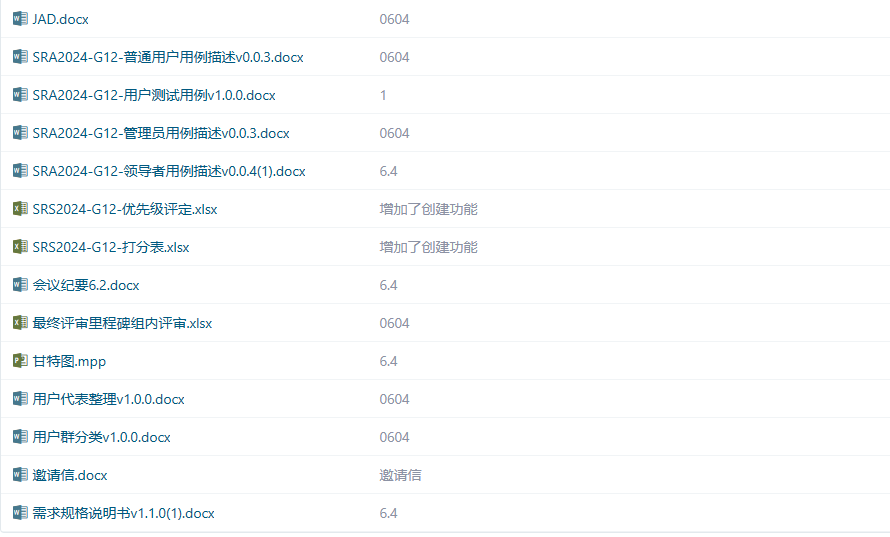 JAD.docx 0604
SRA2024-G12-普通用户用例描述v0.0.3.docx 0604
SRA2024-G12-用户测试用例v1.0.0.docx 1
SRA2024-G12-管理员用例描述v0.0.3.docx 0604
SRA2024-G12-领导者用例描述v0.0.4(1).docx 6.4
SRS2024-G12-优先级评定.xlsx 增加了创建功能
SRS2024-G12-打分表.xlsx 增加了创建功能
会议纪要6.2.docx 6.4
最终评审里程碑组内评审.xlsx 0604
甘特图.mpp 6.4
用户代表整理v1.0.0.docx 0604
用户群分类v1.0.0.docx 0604
邀请信.docx 邀请信
需求规格说明书v1.1.0(1).docx 6.4